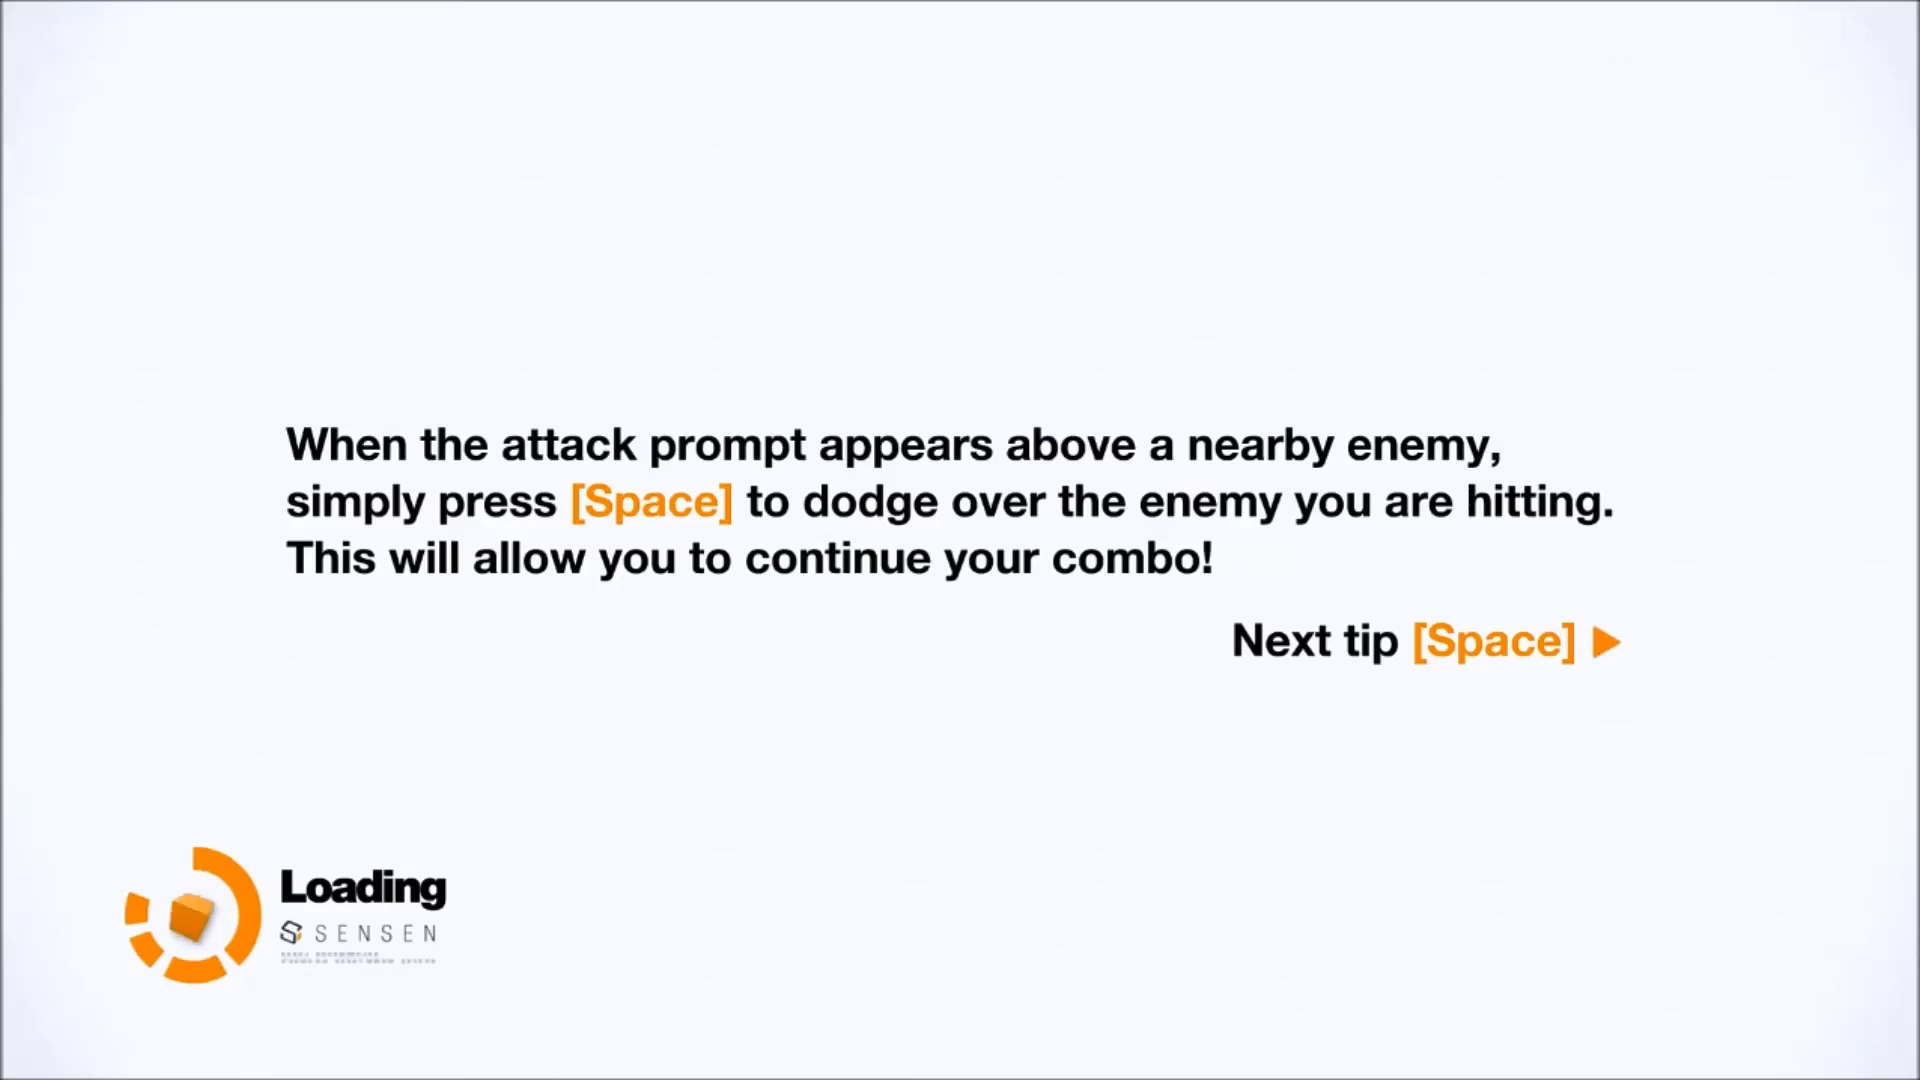 When the attack prompt appears above a nearby enemy,
simply press [Space] to dodge over the enemy you are hitting.
This will allow you to continue your combo!
Next tip [Space]
Loading
SENSEN